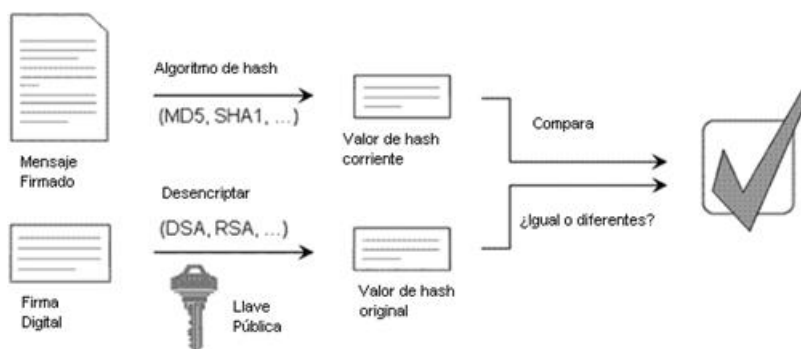 Algoritmo de hash
(MD5, SHA1, ...)
Mensaje
Firmado
Valor de hash
corriente
Compara
Desencriptar
(DSA, RSA, ...)
Firma
Digital
Llave
Pública
Valor de hash
original
¿Igual o diferentes?